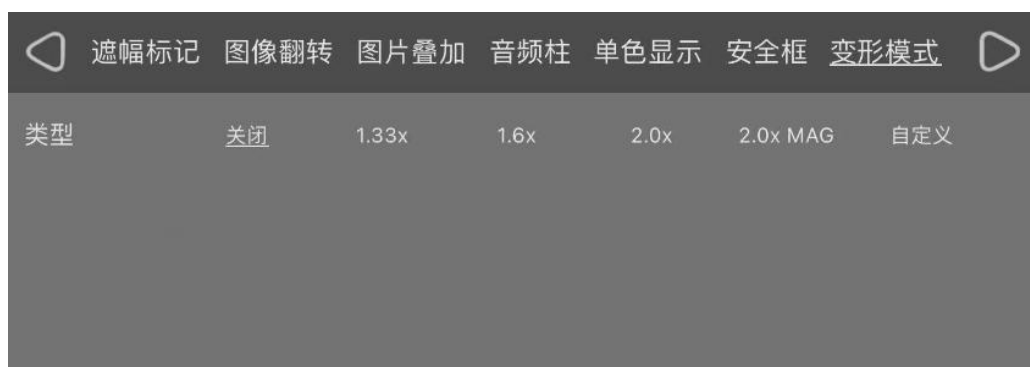 遮幅标记 图像翻转 图片叠加 音频柱 单色显示 安全框 变形模式
类型 关闭 1.33x 1.6x 2.0x 2.0x MAG 自定义